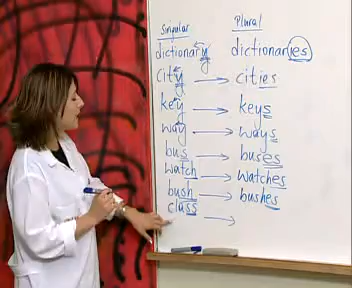 Singular Plural
dictionary dictionaries
city → cities
key → keys
way → ways
bus → buses
watch → watches
bush → bushes
class →